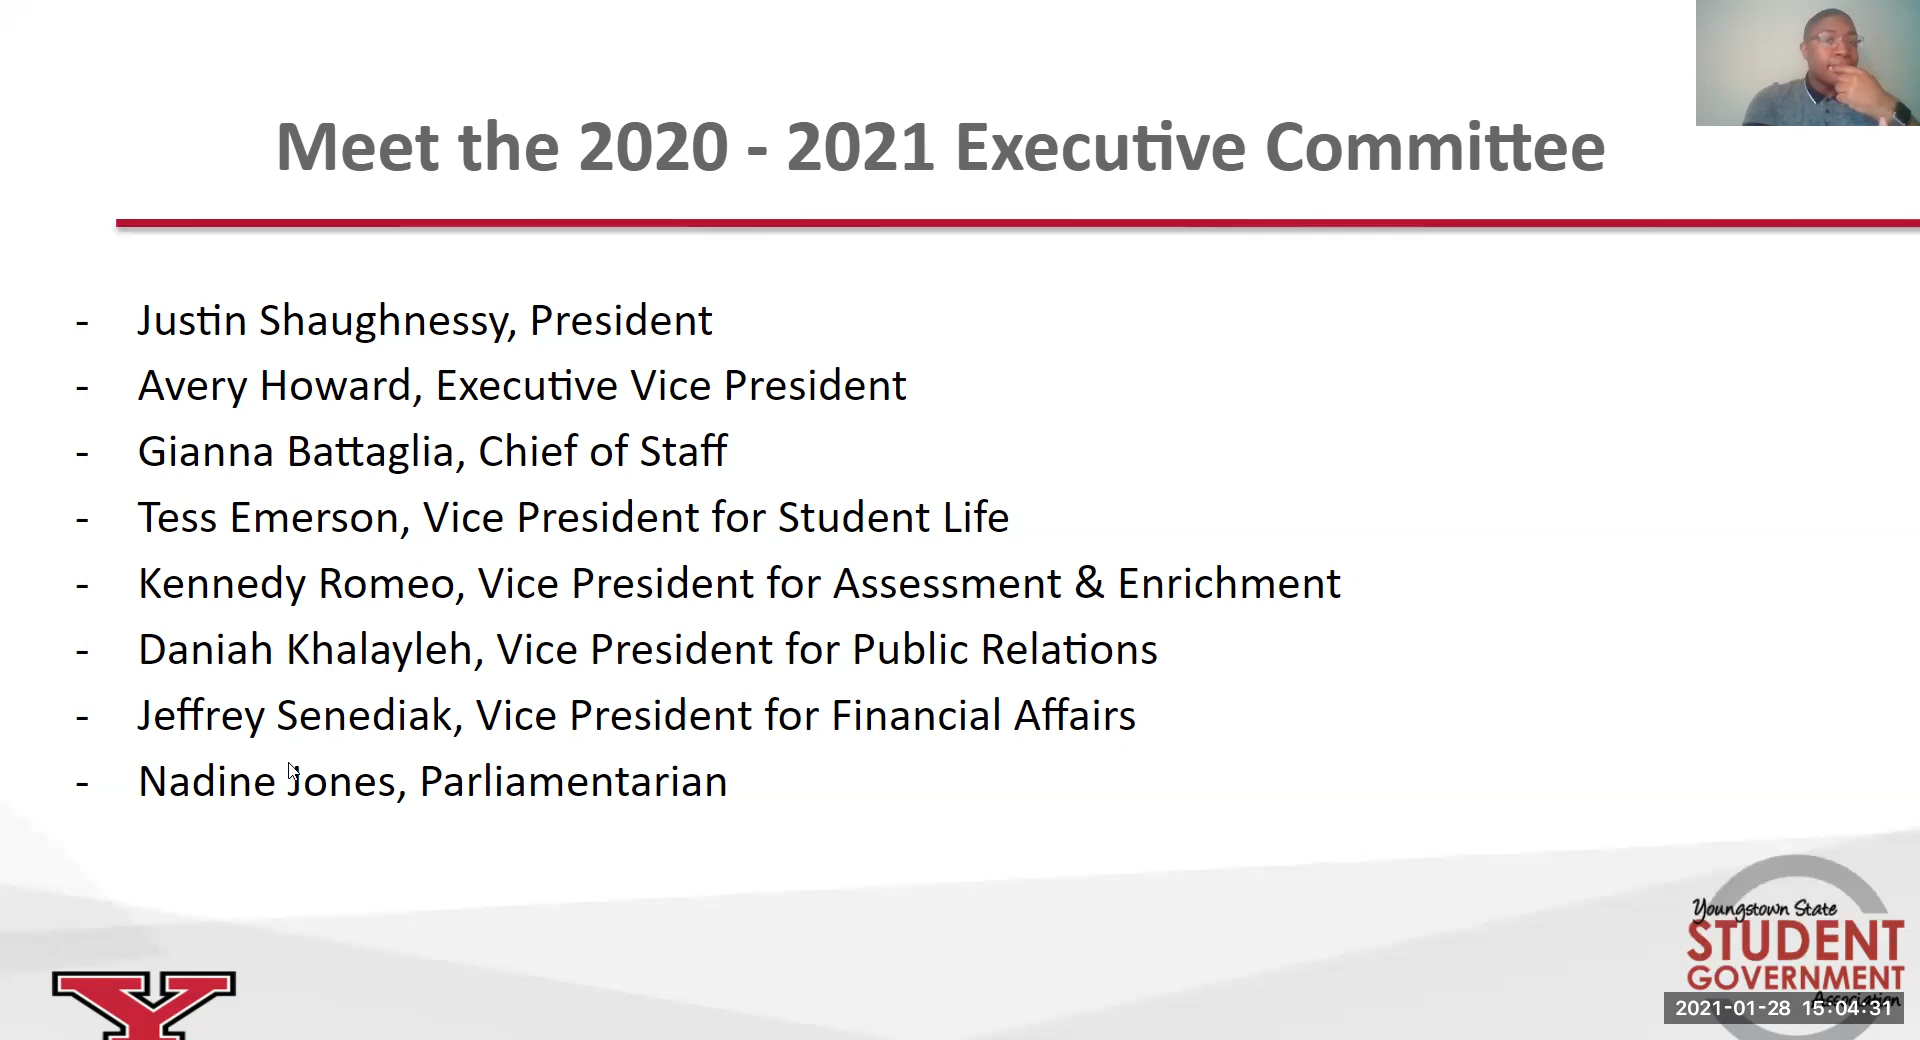 Meet the 2020 - 2021 Executive Committee
- Justin Shaughnessy, President
- Avery Howard, Executive Vice President
- Gianna Battaglia, Chief of Staff
- Tess Emerson, Vice President for Student Life
- Kennedy Romeo, Vice President for Assessment & Enrichment
- Daniah Khalayleh, Vice President for Public Relations
- Jeffrey Senediak, Vice President for Financial Affairs
- Nadine Jones, Parliamentarian
Youngstown State
STUDENT
GOVERNMENT
Association
2021-01-28 15:04:31
Y